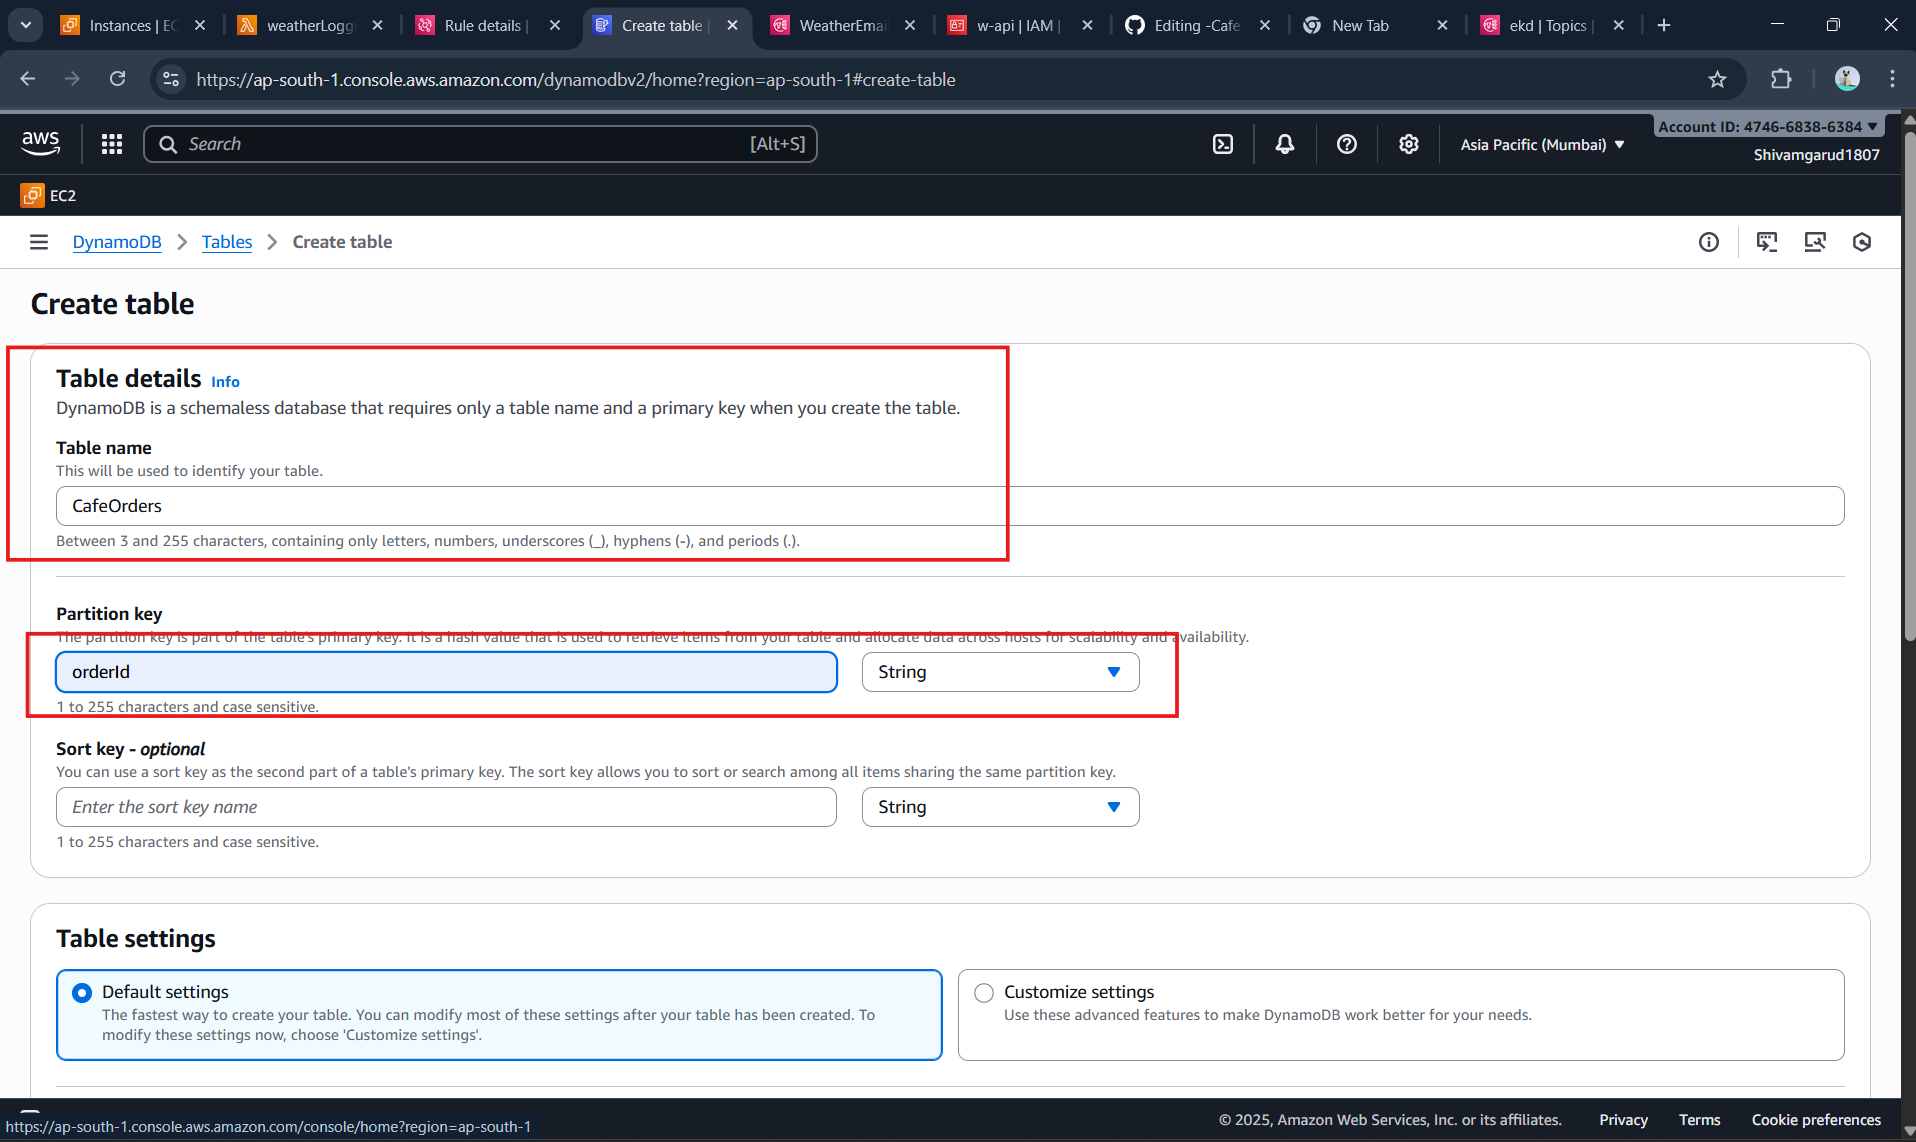 Instances | EC
weatherLogg
Rule details |
Create table |
WeatherEmai
w-api | IAM |
Editing -Cafe
New Tab
ekd | Topics |
https://ap-south-1.console.aws.amazon.com/dynamodbv2/home?region=ap-south-1#create-table
aws
Search
[Alt+S]
Asia Pacific (Mumbai)
Account ID: 4746-6838-6384
Shivamgarud1807
EC2
DynamoDB
Tables
Create table
Create table
Table details Info
DynamoDB is a schemaless database that requires only a table name and a primary key when you create the table.
Table name
This will be used to identify your table.
CafeOrders
Between 3 and 255 characters, containing only letters, numbers, underscores (_), hyphens (-), and periods (.).
Partition key
The partition key is part of the table's primary key. It is a hash value that is used to retrieve items from your table and allocate data across hosts for scalability and availability.
orderId
String
1 to 255 characters and case sensitive.
Sort key - optional
You can use a sort key as the second part of a table's primary key. The sort key allows you to sort or search among all items sharing the same partition key.
Enter the sort key name
String
1 to 255 characters and case sensitive.
Table settings
Default settings
The fastest way to create your table. You can modify most of these settings after your table has been created. To
modify these settings now, choose 'Customize settings'.
Customize settings
Use these advanced features to make DynamoDB work better for your needs.
https://ap-south-1.console.aws.amazon.com/console/home?region=ap-south-1
© 2025, Amazon Web Services, Inc. or its affiliates.
Privacy
Terms
Cookie preferences